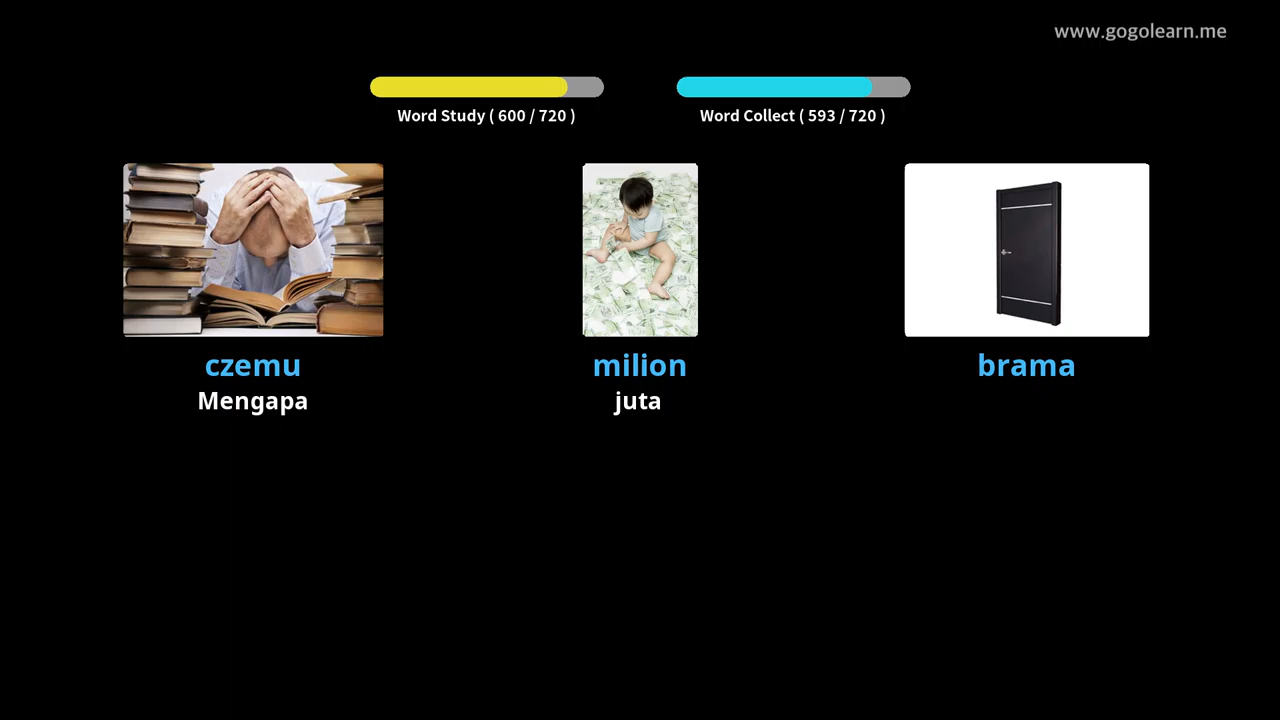 www.gogolearn.me
Word Study ( 600 / 720 )
Word Collect ( 593 / 720 )
czemu
milion
brama
Mengapa
juta